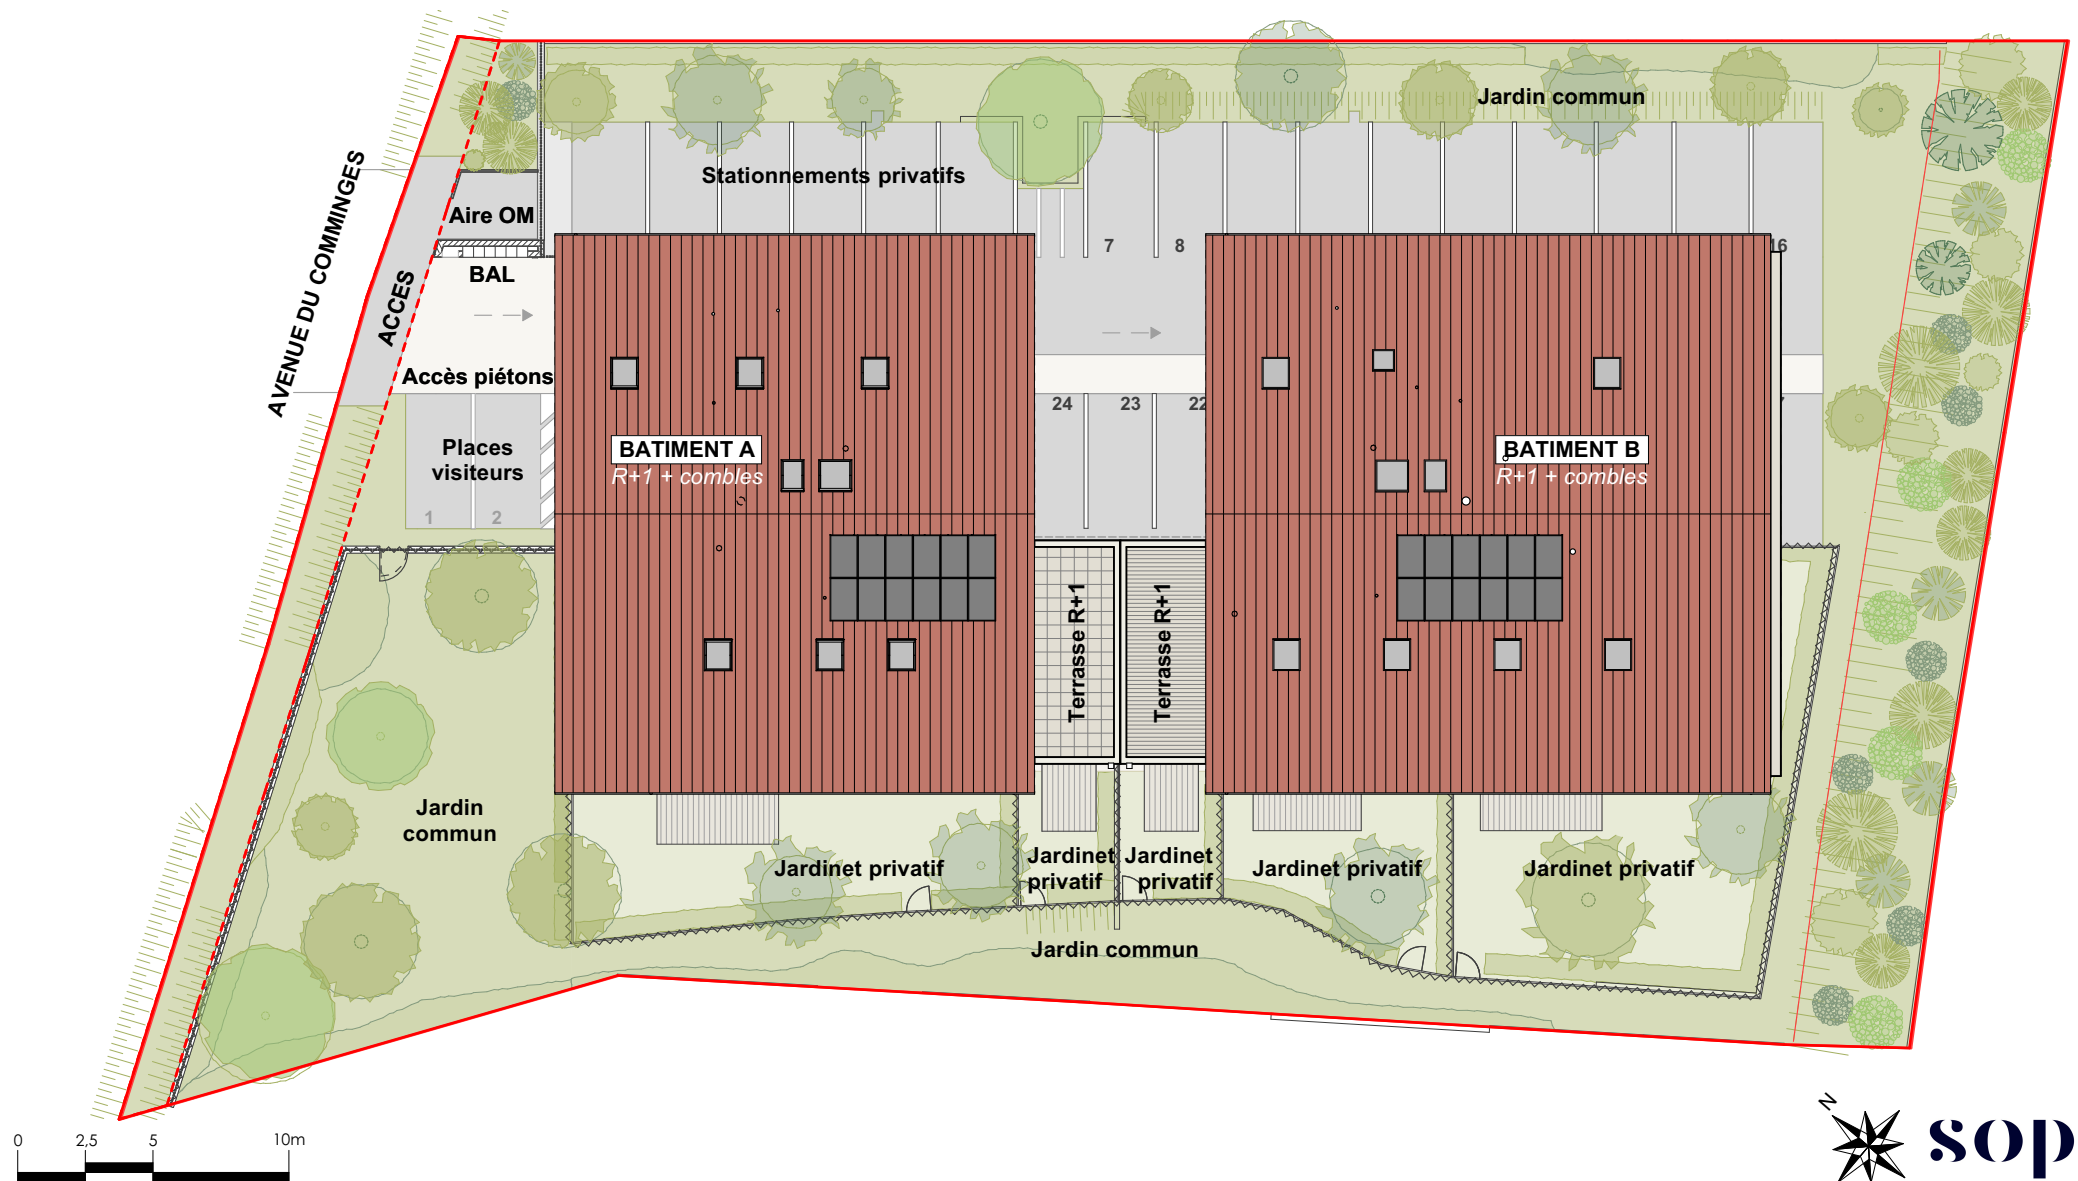 Jardin commun
Stationnements privatifs
AVENUE DU COMMINGES
Aire OM
ACCES
BAL
7
8
16
Accès piétons
24
23
22
Places
visiteurs
1
2
BATIMENT A
R+1 + combles
BATIMENT B
R+1 + combles
Terrasse R+1
Terrasse R+1
Jardin
commun
Jardinet privatif
Jardinet
privatif
Jardinet
privatif
Jardinet privatif
Jardinet privatif
Jardin commun
0
2,5
5
10m
N
sop